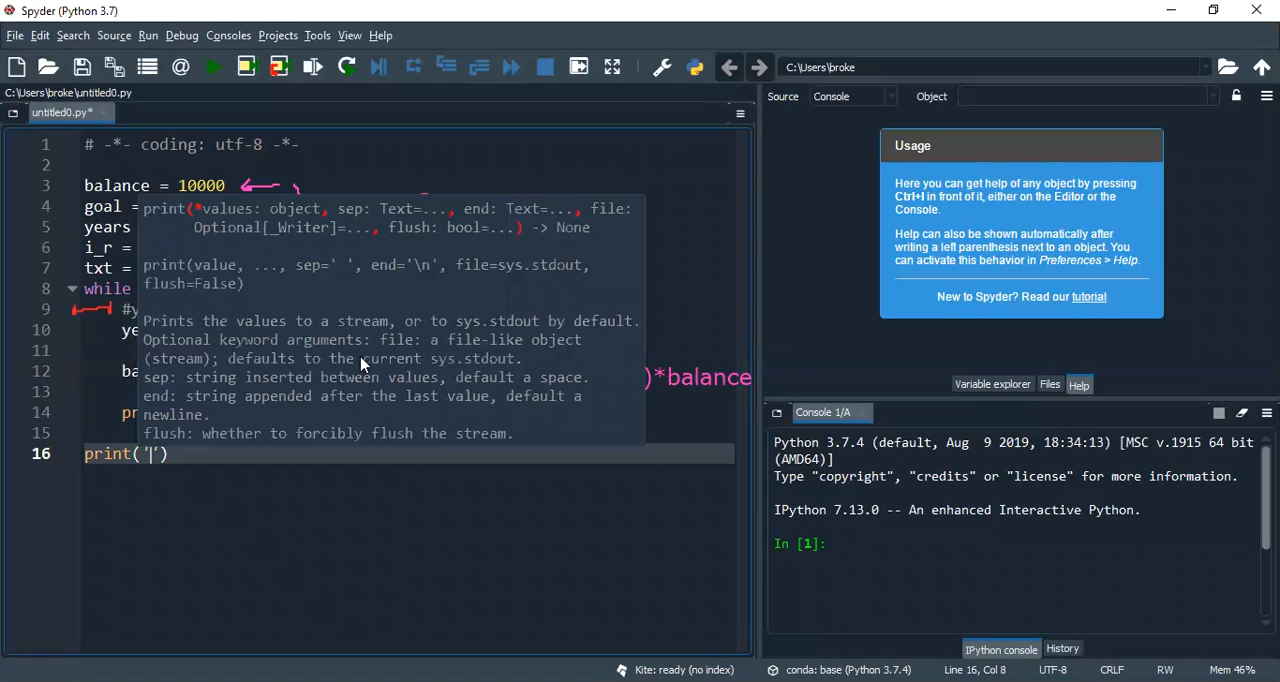 Spyder (Python 3.7)
File Edit Search Source Run Debug Consoles Projects Tools View Help
C:\Users\broke
C:\Users\broke\untitled0.py
untitled0.py*
1 # -*- coding: utf-8 -*-
2
3 balance = 10000
4 goal =
5 years
6 i_r =
7 txt =
8 while
9 #y
10 ye
11
12 ba
13
14 pr
15
16 print('')
print(*values: object, sep: Text=..., end: Text=..., file:
Optional[_Writer]=..., flush: bool=...) -> None
print(value, ..., sep=' ', end='\n', file=sys.stdout,
flush=False)
Prints the values to a stream, or to sys.stdout by default.
Optional keyword arguments: file: a file-like object
(stream); defaults to the current sys.stdout.
sep: string inserted between values, default a space.
end: string appended after the last value, default a
newline.
flush: whether to forcibly flush the stream.
)*balance
Source Console Object
Usage
Here you can get help of any object by pressing
Ctrl+I in front of it, either on the Editor or the
Console.
Help can also be shown automatically after
writing a left parenthesis next to an object. You
can activate this behavior in Preferences > Help.
New to Spyder? Read our tutorial
Variable explorer Files Help
Console 1/A
Python 3.7.4 (default, Aug 9 2019, 18:34:13) [MSC v.1915 64 bit
(AMD64)]
Type "copyright", "credits" or "license" for more information.
IPython 7.13.0 -- An enhanced Interactive Python.
In [1]:
IPython console History
Kite: ready (no index) conda: base (Python 3.7.4) Line 16, Col 8 UTF-8 CRLF RW Mem 46%